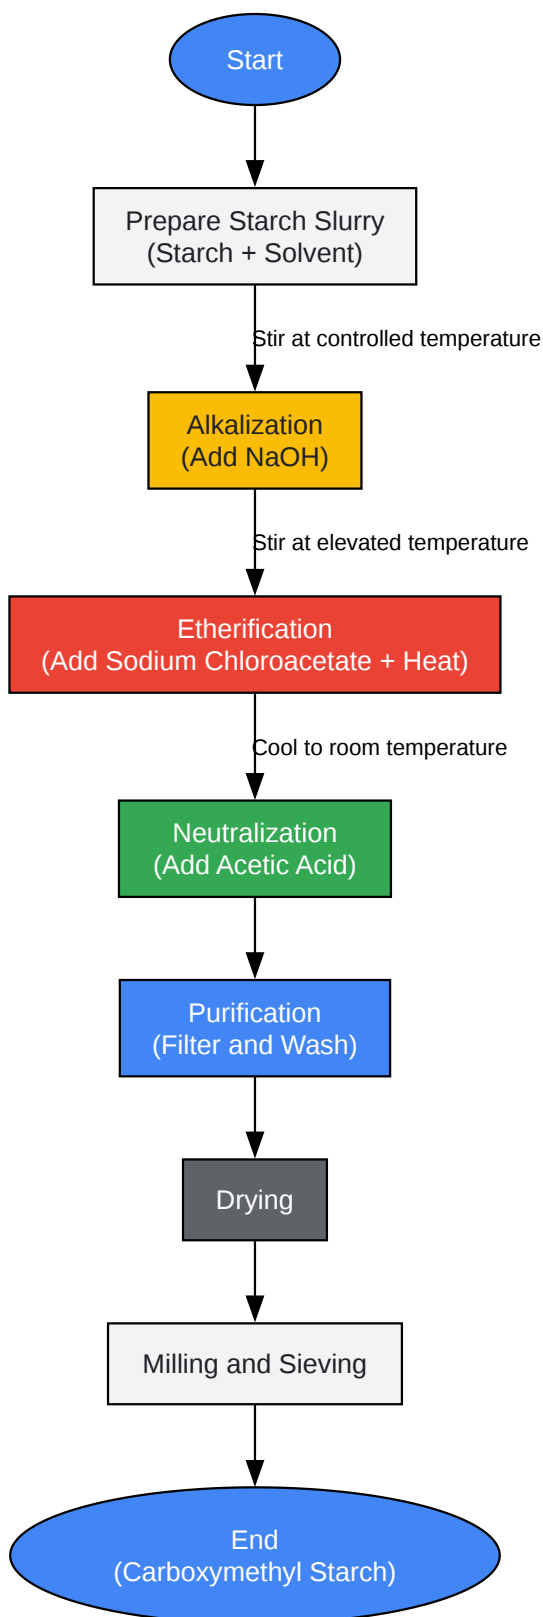 Start
Prepare Starch Slurry
(Starch + Solvent)
Stir at controlled temperature
Alkalization
(Add NaOH)
Stir at elevated temperature
Etherification
(Add Sodium Chloroacetate + Heat)
Cool to room temperature
Neutralization
(Add Acetic Acid)
Purification
(Filter and Wash)
Drying
Milling and Sieving
End
(Carboxymethyl Starch)